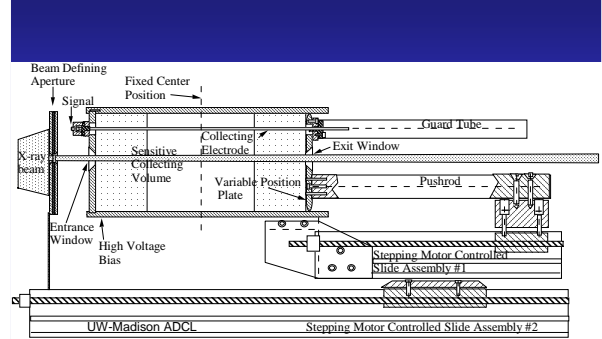 Beam Defining
Aperture
Fixed Center
Position
Signal
Guard Tube
Collecting
Electrode
Exit Window
X-ray
beam
Sensitive
Collecting
Volume
Variable Position
Plate
Pushrod
Entrance
Window
High Voltage
Bias
Stepping Motor Controlled
Slide Assembly #1
UW-Madison ADCL
Stepping Motor Controlled Slide Assembly #2